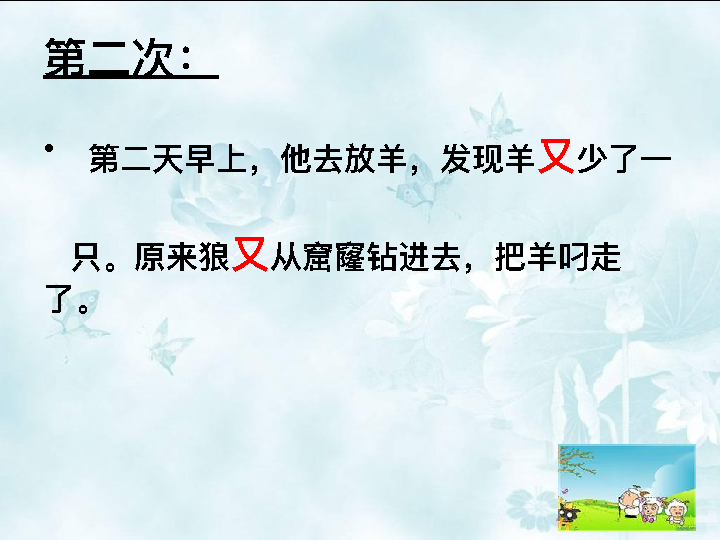 第二次：
• 第二天早上，他去放羊，发现羊又少了一
只。原来狼又从窟窿钻进去，把羊叼走
了。